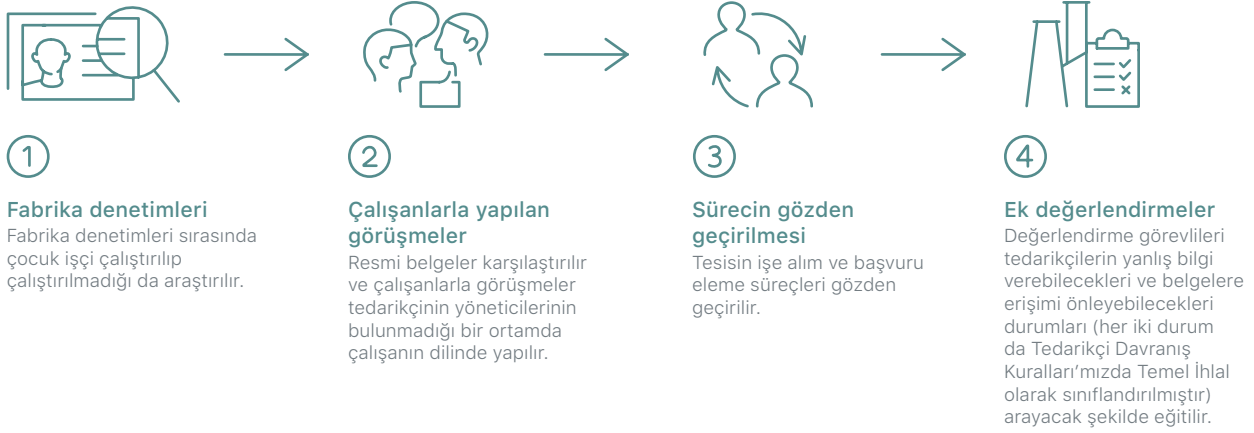 1
Fabrika denetimleri
Fabrika denetimleri sırasında
çocuk işçi çalıştırılıp
çalıştırılmadığı da araştırılır.
2
Çalışanlarla yapılan
görüşmeler
Resmi belgeler karşılaştırılır
ve çalışanlarla görüşmeler
tedarikçinin yöneticilerinin
bulunmadığı bir ortamda
çalışanın dilinde yapılır.
3
Sürecin gözden
geçirilmesi
Tesisin işe alım ve başvuru
eleme süreçleri gözden
geçirilir.
4
Ek değerlendirmeler
Değerlendirme görevlileri
tedarikçilerin yanlış bilgi
verebilecekleri ve belgelere
erişimi önleyebilecekleri
durumları (her iki durum
da Tedarikçi Davranış
Kuralları’mızda Temel İhlal
olarak sınıflandırılmıştır)
arayacak şekilde eğitilir.